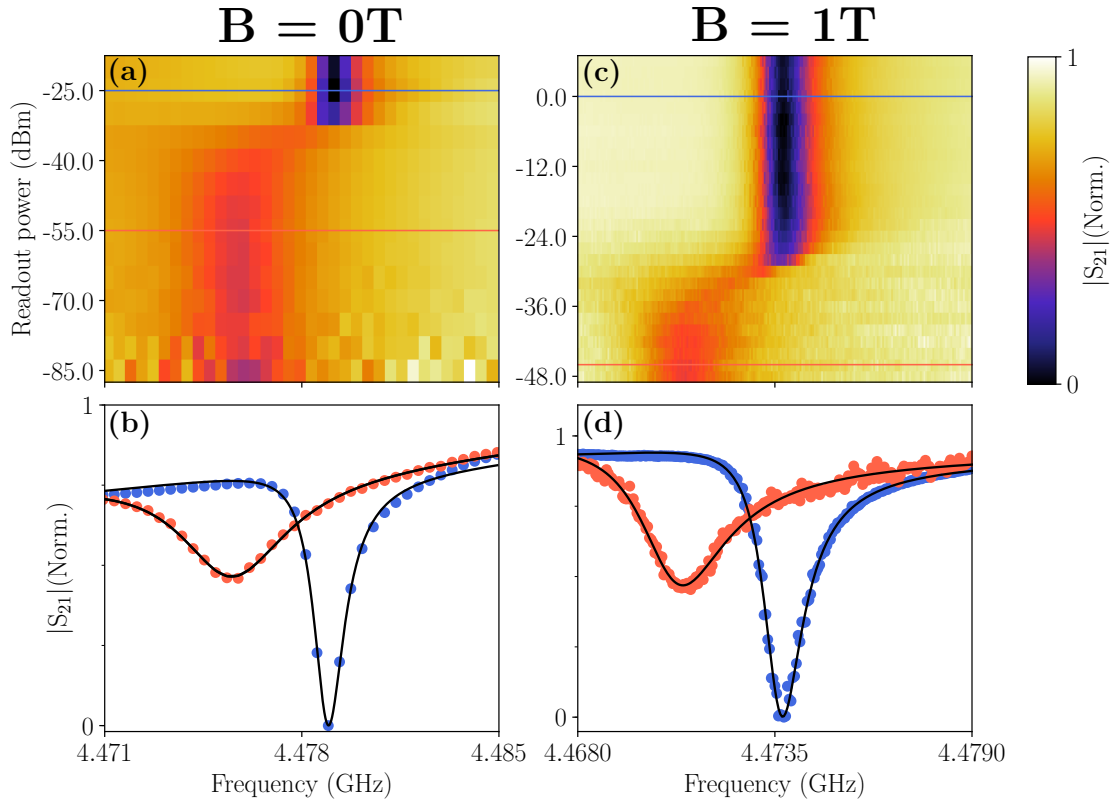 B = 0T
B = 1T
(a)
(c)
-25.0
-40.0
-55.0
-70.0
-85.0
Readout power (dBm)
0.0
-12.0
-24.0
-36.0
-48.0
1
0
|S21|(Norm.)
(b)
(d)
1
0
|S21|(Norm.)
1
0
4.471
4.478
4.485
Frequency (GHz)
4.4680
4.4735
4.4790
Frequency (GHz)